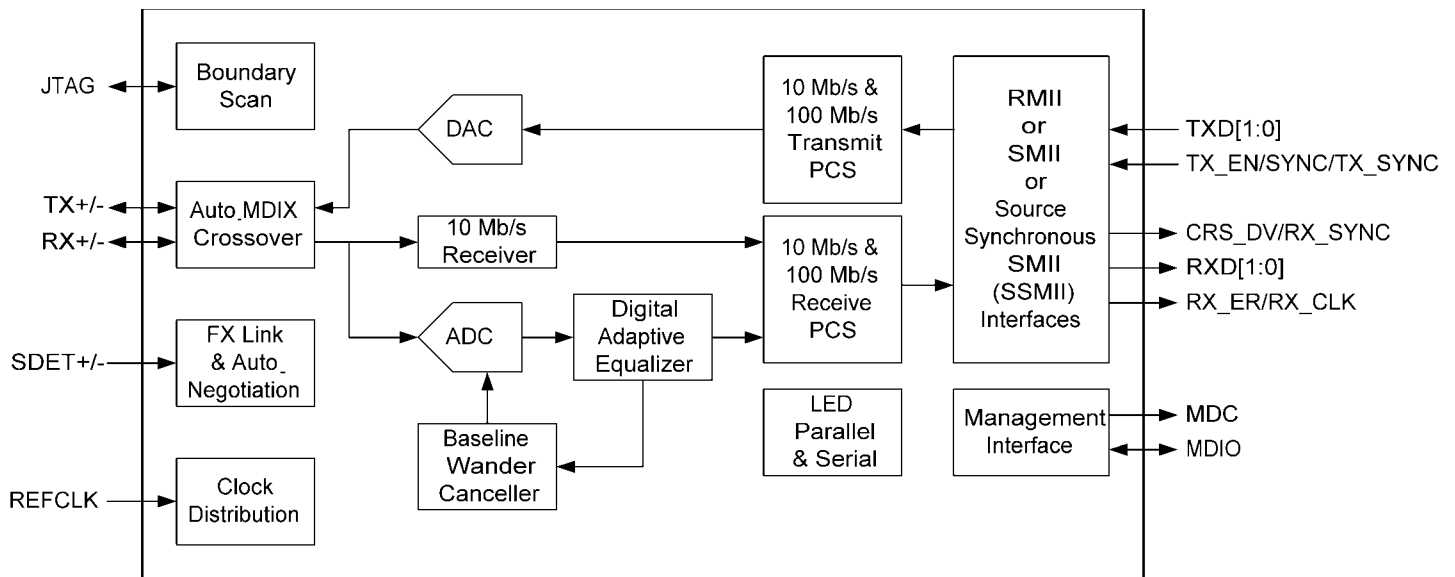 JTAG
Boundary
Scan
DAC
10 Mb/s &
100 Mb/s
Transmit
PCS
RMII
or
SMII
or
Source
Synchronous
SMII
(SSMII)
Interfaces
TXD[1:0]
TX_EN/SYNC/TX_SYNC
CRS_DV/RX_SYNC
RXD[1:0]
RX_ER/RX_CLK
TX+/-
RX+/-
Auto_MDIX
Crossover
10 Mb/s
Receiver
10 Mb/s &
100 Mb/s
Receive
PCS
SDET+/-
FX Link
& Auto_
Negotiation
ADC
Digital
Adaptive
Equalizer
Baseline
Wander
Canceller
LED
Parallel
& Serial
Management
Interface
MDC
MDIO
REFCLK
Clock
Distribution